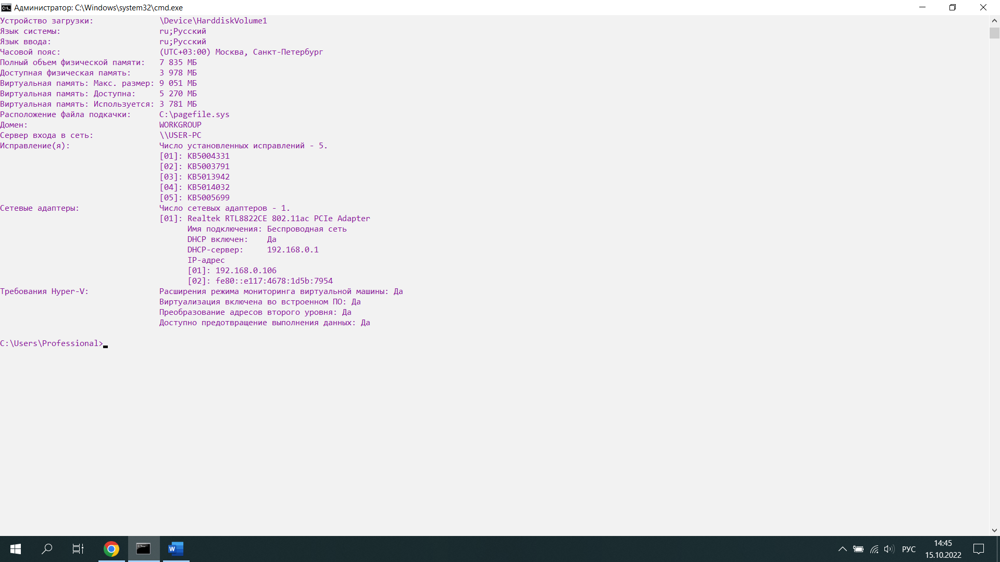 Администратор: C:\Windows\system32\cmd.exe
Устройство загрузки: \Device\HarddiskVolume1
Язык системы: ru;Русский
Язык ввода: ru;Русский
Часовой пояс: (UTC+03:00) Москва, Санкт-Петербург
Полный объем физической памяти: 7 835 МБ
Доступная физическая память: 3 978 МБ
Виртуальная память: Макс. размер: 9 051 МБ
Виртуальная память: Доступна: 5 270 МБ
Виртуальная память: Используется: 3 781 МБ
Расположение файла подкачки: C:\pagefile.sys
Домен: WORKGROUP
Сервер входа в сеть: \\USER-PC
Исправление(я): Число установленных исправлений - 5.
[01]: KB5004331
[02]: KB5003791
[03]: KB5013942
[04]: KB5014032
[05]: KB5005699
Сетевые адаптеры: Число сетевых адаптеров - 1.
[01]: Realtek RTL8822CE 802.11ac PCIe Adapter
Имя подключения: Беспроводная сеть
DHCP включен: Да
DHCP-сервер: 192.168.0.1
IP-адрес
[01]: 192.168.0.106
[02]: fe80::e117:4678:1d5b:7954
Требования Hyper-V: Расширения режима мониторинга виртуальной машины: Да
Виртуализация включена во встроенном ПО: Да
Преобразование адресов второго уровня: Да
Доступно предотвращение выполнения данных: Да
C:\Users\Professional>
РУС
14:45
15.10.2022